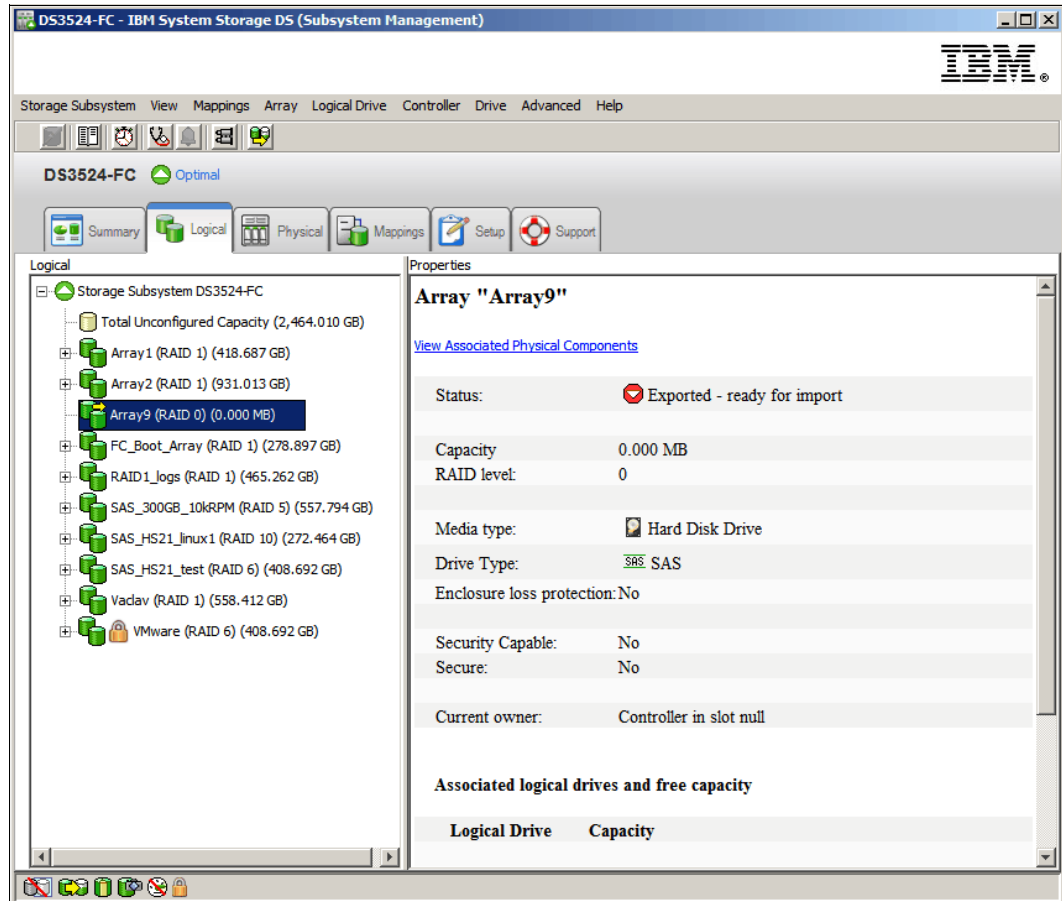 DS3524-FC - IBM System Storage DS (Subsystem Management)
IBM®
Storage Subsystem View Mappings Array Logical Drive Controller Drive Advanced Help
DS3524-FC Optimal
Summary Logical Physical Mappings Setup Support
Logical
Storage Subsystem DS3524-FC
Total Unconfigured Capacity (2,464.010 GB)
Array1 (RAID 1) (418.687 GB)
Array2 (RAID 1) (931.013 GB)
Array9 (RAID 0) (0.000 MB)
FC_Boot_Array (RAID 1) (278.897 GB)
RAID1_logs (RAID 1) (465.262 GB)
SAS_300GB_10kRPM (RAID 5) (557.794 GB)
SAS_HS21_linux1 (RAID 10) (272.464 GB)
SAS_HS21_test (RAID 6) (408.692 GB)
Vaclav (RAID 1) (558.412 GB)
VMware (RAID 6) (408.692 GB)
Properties
Array "Array9"
View Associated Physical Components
Status: Exported - ready for import
Capacity 0.000 MB
RAID level: 0
Media type: Hard Disk Drive
Drive Type: SAS SAS
Enclosure loss protection: No
Security Capable: No
Secure: No
Current owner: Controller in slot null
Associated logical drives and free capacity
Logical Drive Capacity